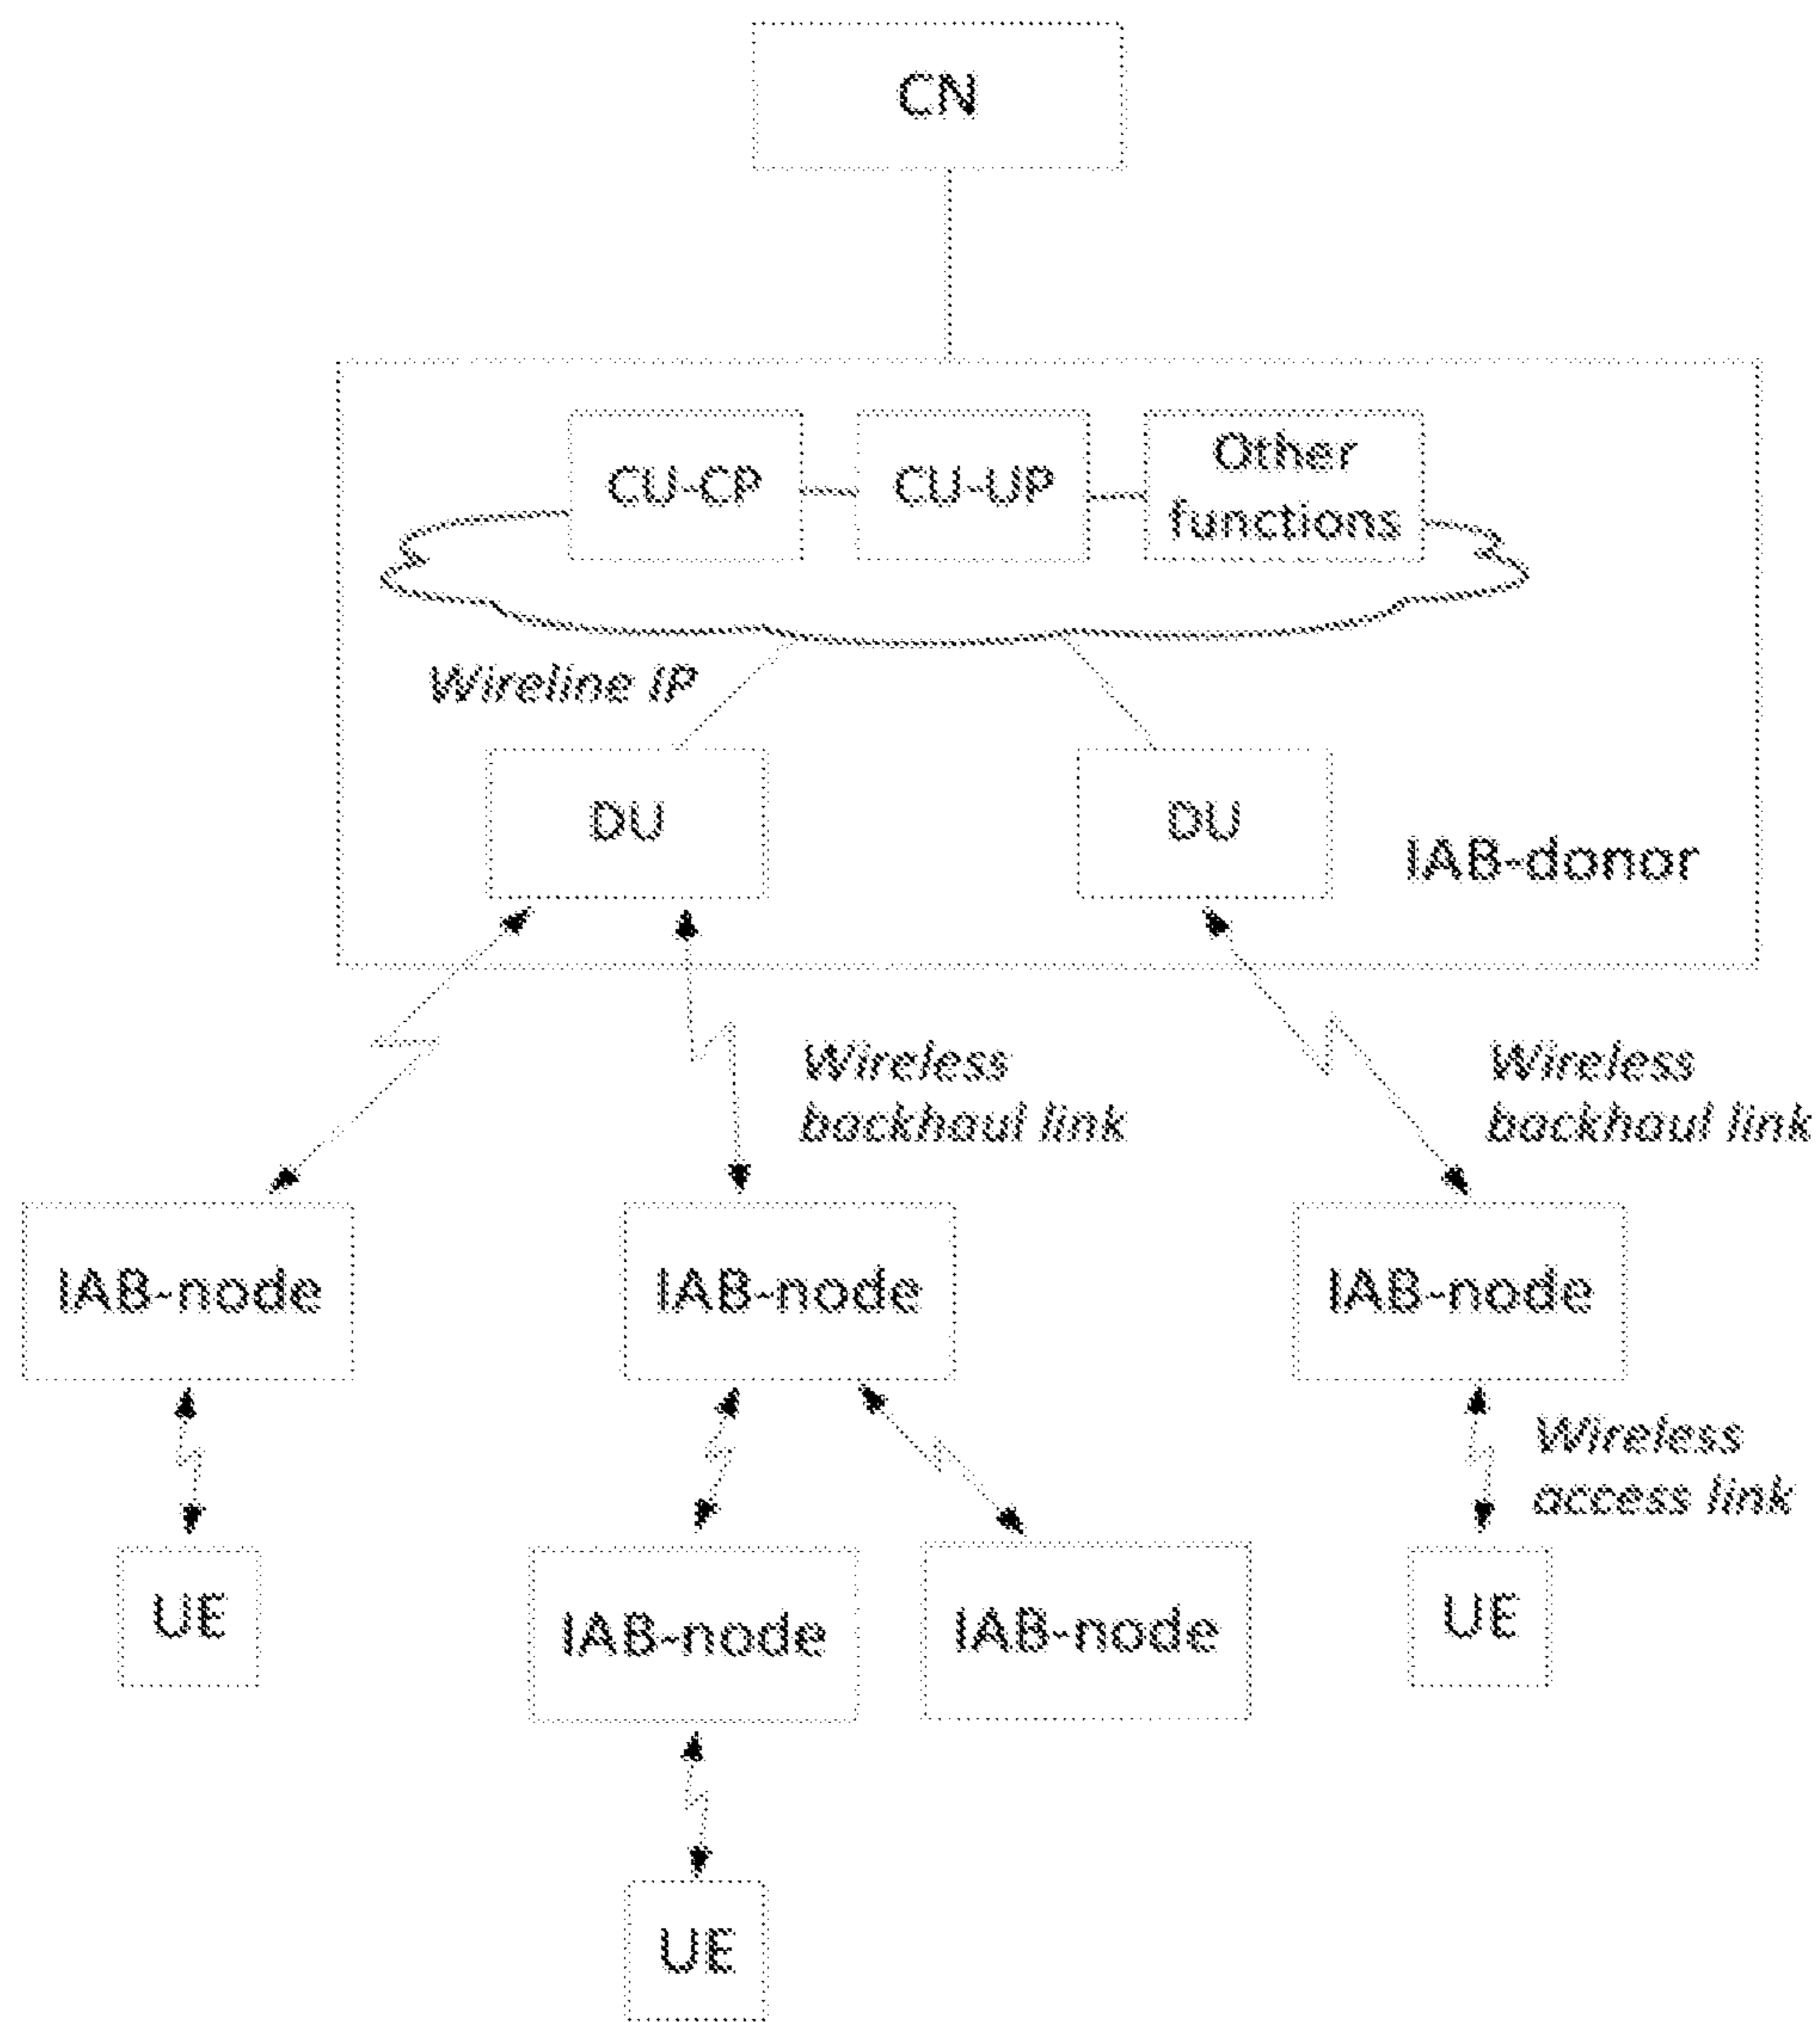 CN
CU-CP
CU-UP
Other
functions
Wireline IP
DU
DU
IAB-donor
Wireless
backhaul link
Wireless
backhaul link
IAB-node
IAB-node
IAB-node
Wireless
access link
UE
IAB-node
IAB-node
UE
UE